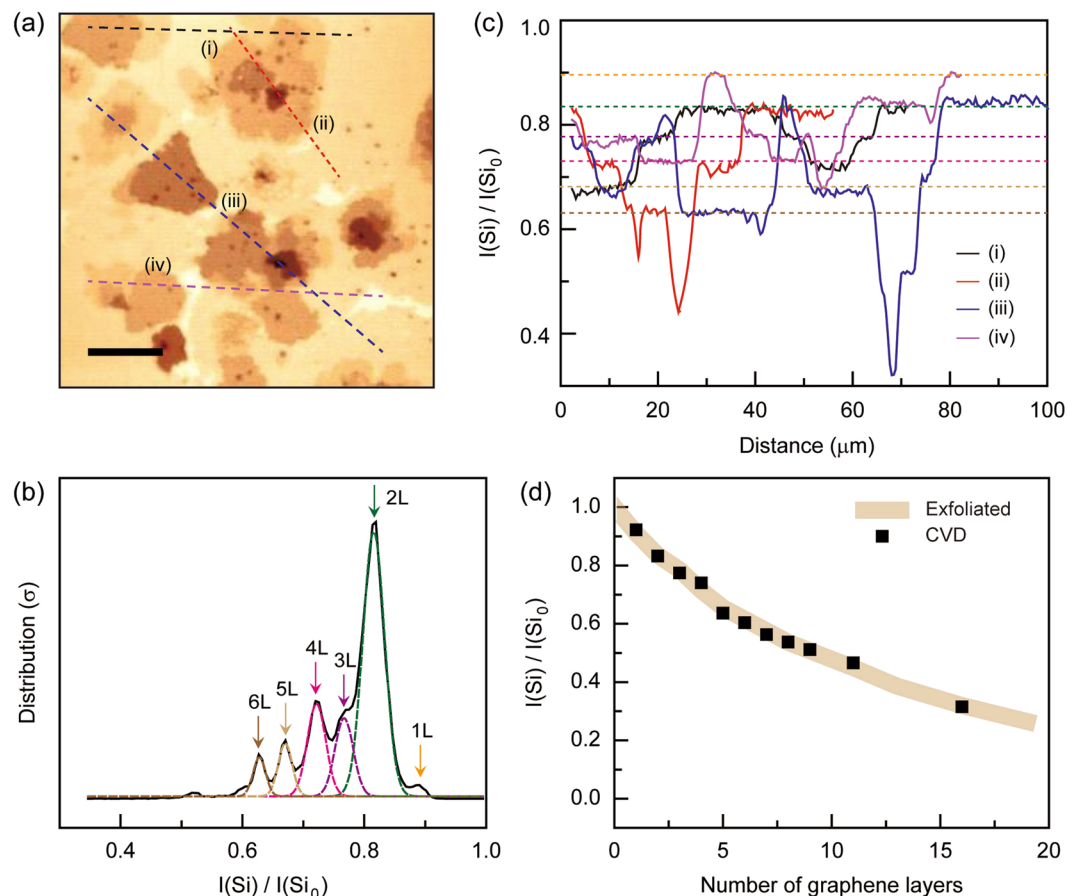 (a)
(i)
(ii)
(iii)
(iv)
(c)
I(Si) / I(Si₀)
1.0
0.8
0.6
0.4
0 20 40 60 80 100
Distance (μm)
(i)
(ii)
(iii)
(iv)
(b)
Distribution (σ)
6L
5L
4L
3L
2L
1L
0.4 0.6 0.8 1.0
I(Si) / I(Si₀)
(d)
I(Si) / I(Si₀)
1.0
0.8
0.6
0.4
0.2
0.0
Exfoliated
CVD
0 5 10 15 20
Number of graphene layers